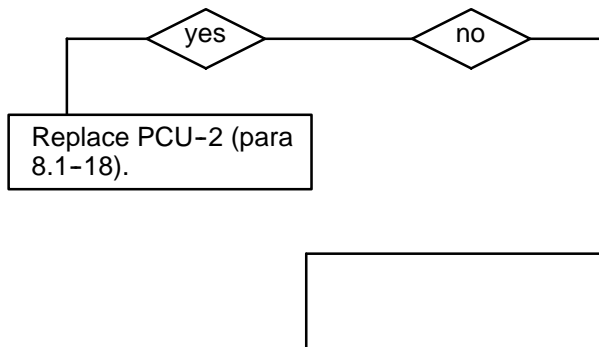 yes
no
Replace PCU-2 (para
8.1-18).